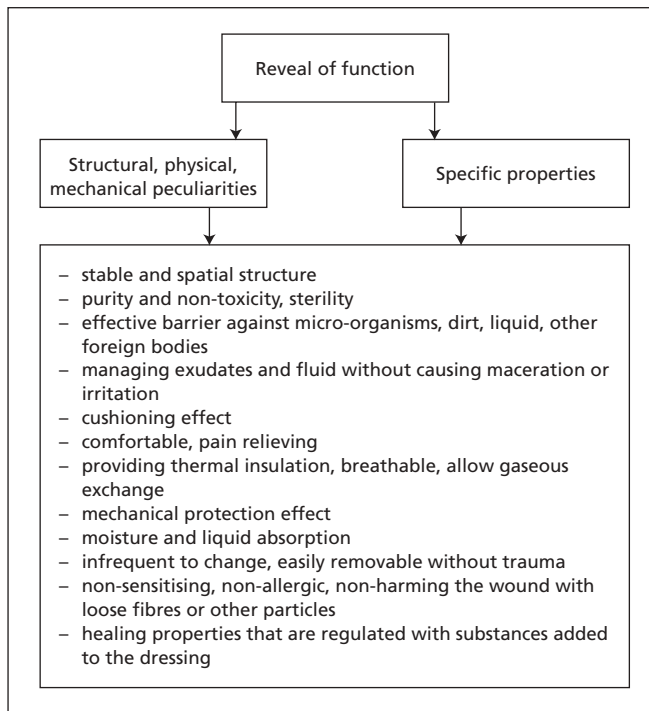 Reveal of function
Structural, physical,
mechanical peculiarities
Specific properties
– stable and spatial structure
– purity and non-toxicity, sterility
– effective barrier against micro-organisms, dirt, liquid, other
foreign bodies
– managing exudates and fluid without causing maceration or
irritation
– cushioning effect
– comfortable, pain relieving
– providing thermal insulation, breathable, allow gaseous
exchange
– mechanical protection effect
– moisture and liquid absorption
– infrequent to change, easily removable without trauma
– non-sensitising, non-allergic, non-harming the wound with
loose fibres or other particles
– healing properties that are regulated with substances added
to the dressing